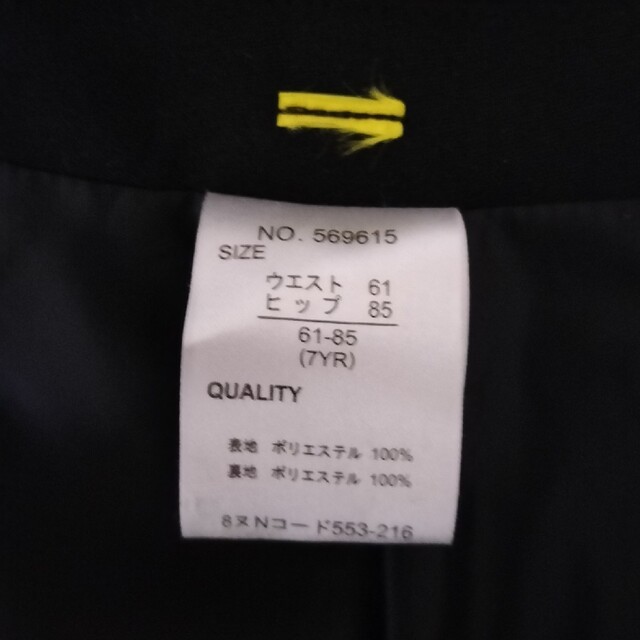 NO. 569615
SIZE
ウエスト 61
ヒップ 85
61-85
(7YR)
QUALITY
表地 ポリエステル 100%
裏地 ポリエステル 100%
8ヌNコード553-216